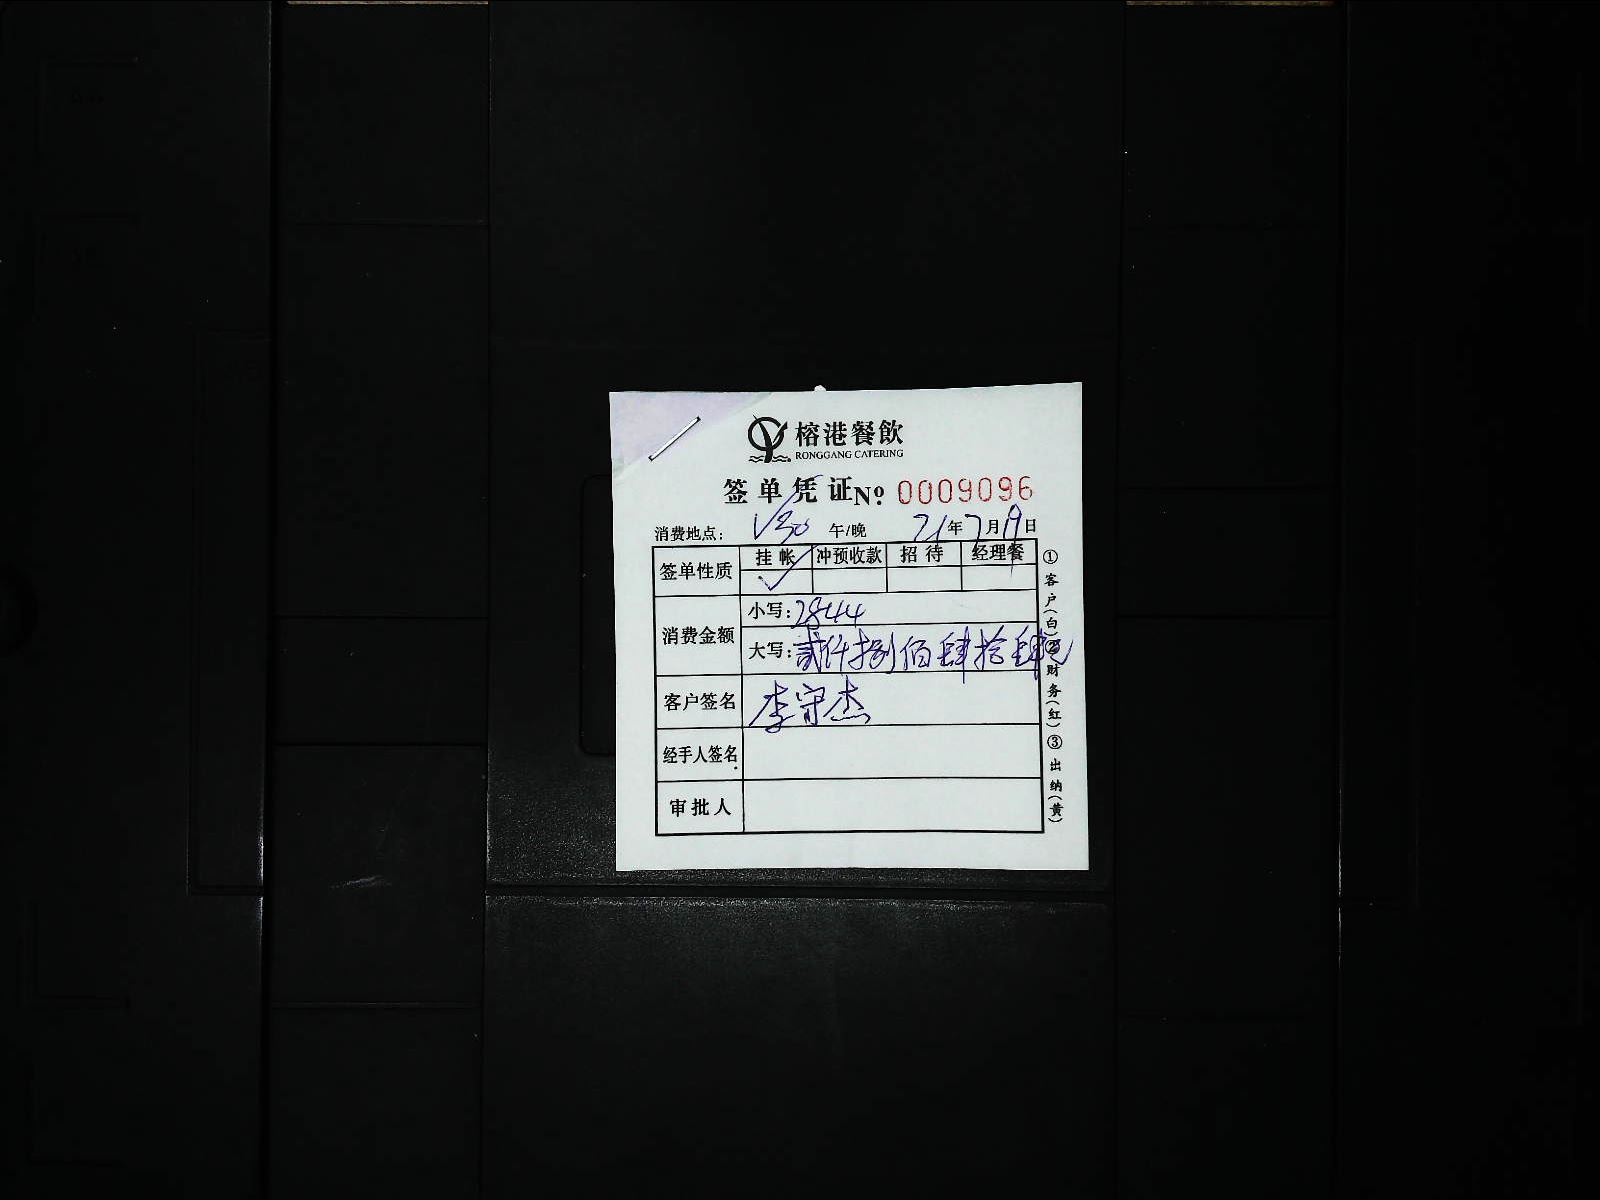 榕港餐飲
RONGGANG CATERING
签单凭证 No: 0009096
消费地点: V30 午/晚 21年7月19日
签单性质 挂帐 冲预收款 招待 经理餐
✓
消费金额 小写: 2844
大写: 贰仟捌佰肆拾肆元
客户签名 李守杰
经手人签名
审批人
①客户(白)②财务(红)③出纳(黄)